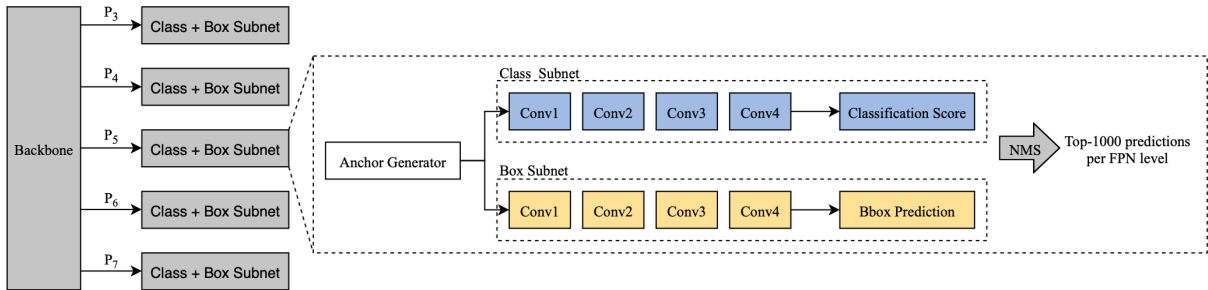 Backbone
P3
Class + Box Subnet
P4
Class + Box Subnet
P5
Class + Box Subnet
P6
Class + Box Subnet
P7
Class + Box Subnet
Anchor Generator
Class Subnet
Conv1
Conv2
Conv3
Conv4
Classification Score
Box Subnet
Conv1
Conv2
Conv3
Conv4
Bbox Prediction
NMS
Top-1000 predictions
per FPN level